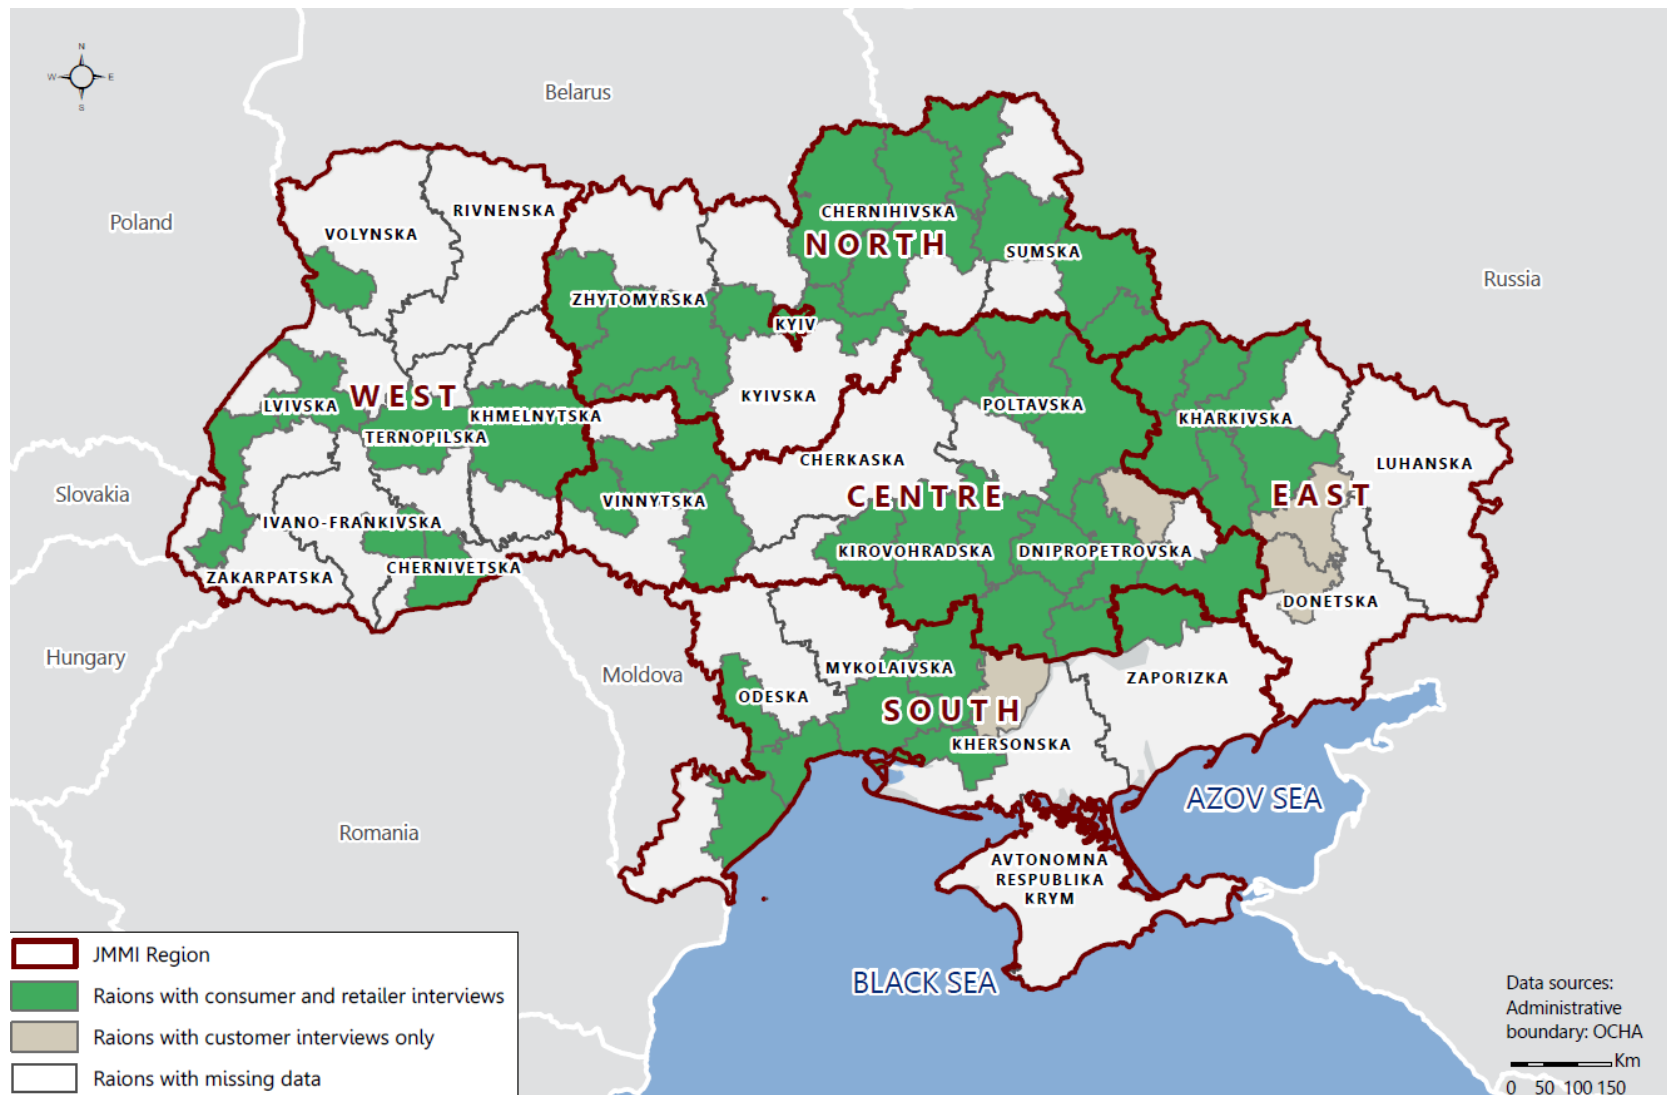 N
W
E
S
Belarus
Poland
Russia
Slovakia
Hungary
Moldova
Romania
RIVNENSKA
VOLYNSKA
CHERNIHIVSKA
NORTH
SUMSKA
ZHYTOMYRSKA
KYIV
WEST
LVIVSKA
KHMELNYTSKA
KYIVSKA
POLTAVSKA
KHARKIVSKA
TERNOPILSKA
CHERKASKA
LUHANSKA
VINNYTSKA
CENTRE
EAST
IVANO-FRANKIVSKA
KIROVOHRADSKA
DNIPROPETROVSKA
ZAKARPATSKA
CHERNIVETSKA
DONETSKA
MYKOLAIVSKA
ZAPORIZKA
ODESKA
SOUTH
KHERSONSKA
AZOV SEA
AVTONOMNA
RESPUBLIKA
KRYM
BLACK SEA
JMMI Region
Raions with consumer and retailer interviews
Raions with customer interviews only
Raions with missing data
Data sources:
Administrative
boundary: OCHA
Km
0 50 100 150